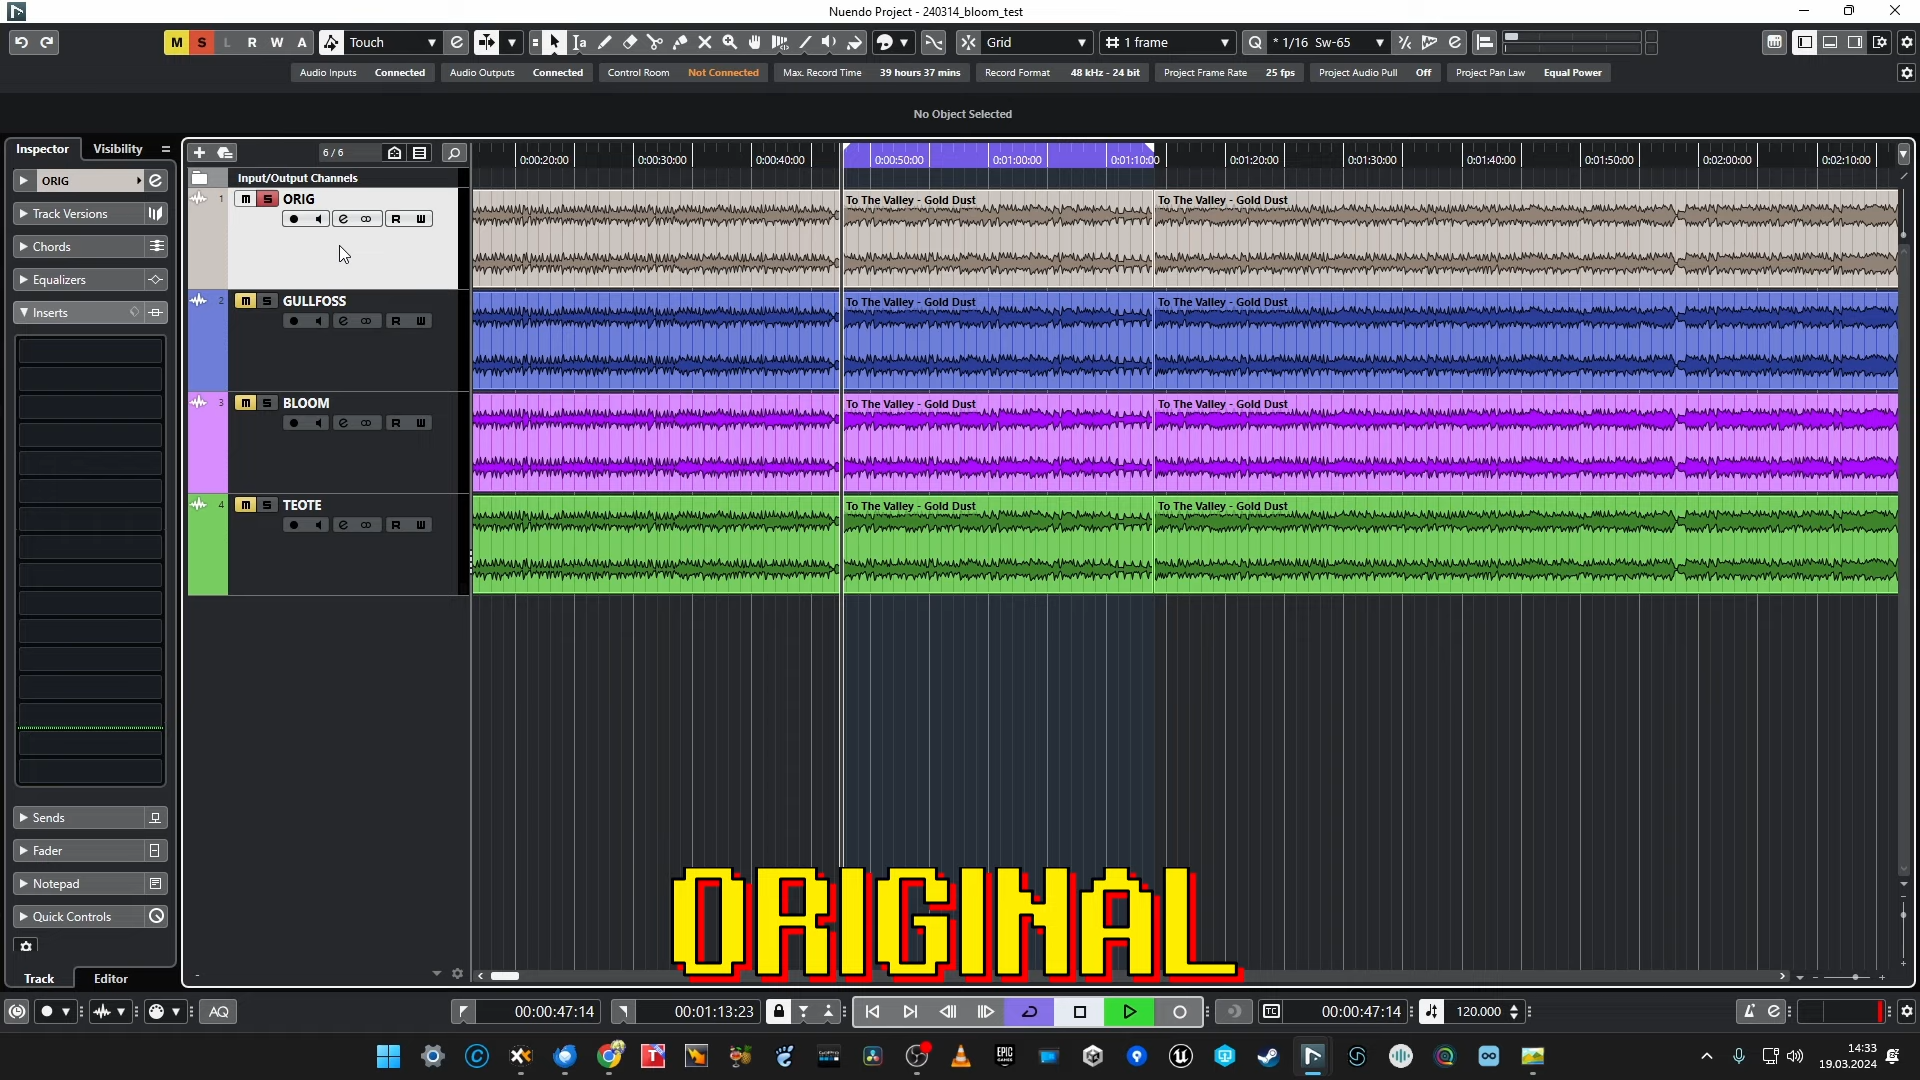 Nuendo Project - 240314_bloom_test
M S L R W A Touch Grid 1 frame Q * 1/16 Sw-65
Audio Inputs Connected Audio Outputs Connected Control Room Not Connected Max. Record Time 39 hours 37 mins Record Format 48 kHz - 24 bit Project Frame Rate 25 fps Project Audio Pull Off Project Pan Law Equal Power
No Object Selected
Inspector Visibility 6 / 6
0:00:20:00 0:00:30:00 0:00:40:00 0:00:50:00 0:01:00:00 0:01:10:00 0:01:20:00 0:01:30:00 0:01:40:00 0:01:50:00 0:02:00:00 0:02:10:00
Input/Output Channels
ORIG
Track Versions
Chords
Equalizers
Inserts
1 m S ORIG To The Valley - Gold Dust To The Valley - Gold Dust
R W
2 m S GULLFOSS To The Valley - Gold Dust To The Valley - Gold Dust
R W
3 m S BLOOM To The Valley - Gold Dust To The Valley - Gold Dust
R W
4 m S TEOTE To The Valley - Gold Dust To The Valley - Gold Dust
R W
Sends
Fader
Notepad
Quick Controls
Track Editor
ORIGINAL
AQ 00:00:47:14 00:01:13:23 TC 00:00:47:14 120.000
EPIC GAMES
14:33
19.03.2024